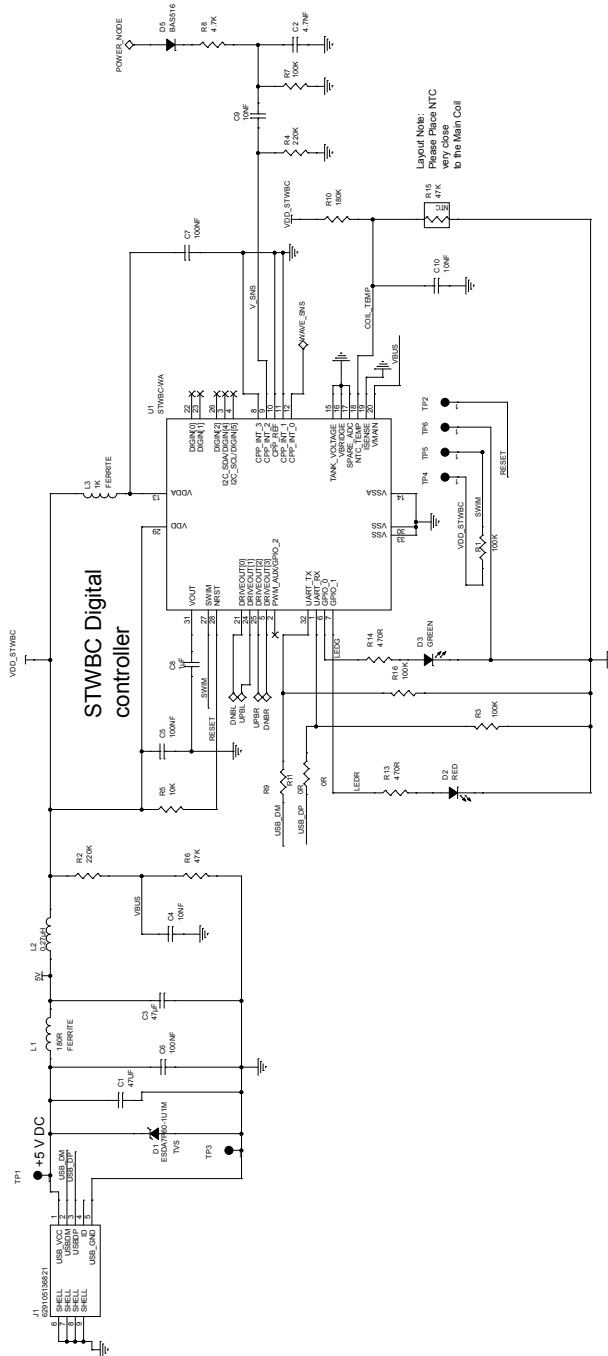 J1
629105136821
6
7
8
9
SHELL
SHELL
SHELL
SHELL
USB_VCC
USBDM
USBDP
ID
USB_GND
1
2
3
4
5
TP1
+5 V DC
USB_DM
USB_DP
D1
ESDA7P60-1U1M
TVS
TP3
C1
47UF
C6
100NF
L1
180R
FERRITE
C3
47µF
5V
L2
0.27uH
VBUS
C4
10NF
R2
220K
R6
47K
VDD_STWBC
STWBC Digital
controller
R5
10K
C5
100NF
C8
1µF
SWIM
RESET
DNBL
UPBL
UPBR
DNBR
L3
1K
FERRITE
C7
100NF
U1
STWBC-WA
29
VDD
13
VDDA
31
VOUT
27
SWIM
28
NRST
21
DRIVEOUT[0]
24
DRIVEOUT[1]
25
DRIVEOUT[2]
5
DRIVEOUT[3]
2
PWM_AUX/GPIO_2
32
UART_TX
1
UART_RX
6
GPIO_0
7
GPIO_1
22
DIGIN[0]
23
DIGIN[1]
26
DIGIN[2]
3
I2C_SDA/DIGIN[4]
4
I2C_SCL/DIGIN[5]
8
CPP_INT_3
9
CPP_INT_2
10
CPP_REF
11
CPP_INT_1
12
CPP_INT_0
15
TANK_VOLTAGE
16
VBRIDGE
17
SPARE_ADC
18
NTC_TEMP
19
ISENSE
20
VMAIN
VSS
VSS
VSSA
33
30
14
V_SNS
WAVE_SNS
COIL_TEMP
VBUS
POWER_NODE
D5
BAS516
R8
4.7K
C2
4.7NF
R7
100K
C9
10NF
R4
220K
VDD_STWBC
R10
180K
C10
10NF
R15
47K
NTC
Layout Note:
Please Place NTC
very close
to the Main Coil
USB_DM
R9
0R
USB_DP
R11
0R
LEDR
R13
470R
D2
RED
R3
100K
R16
100K
LEDG
R14
470R
D3
GREEN
TP4
TP5
TP6
TP2
1
1
1
1
VDD_STWBC
SWIM
R1
100K
RESET